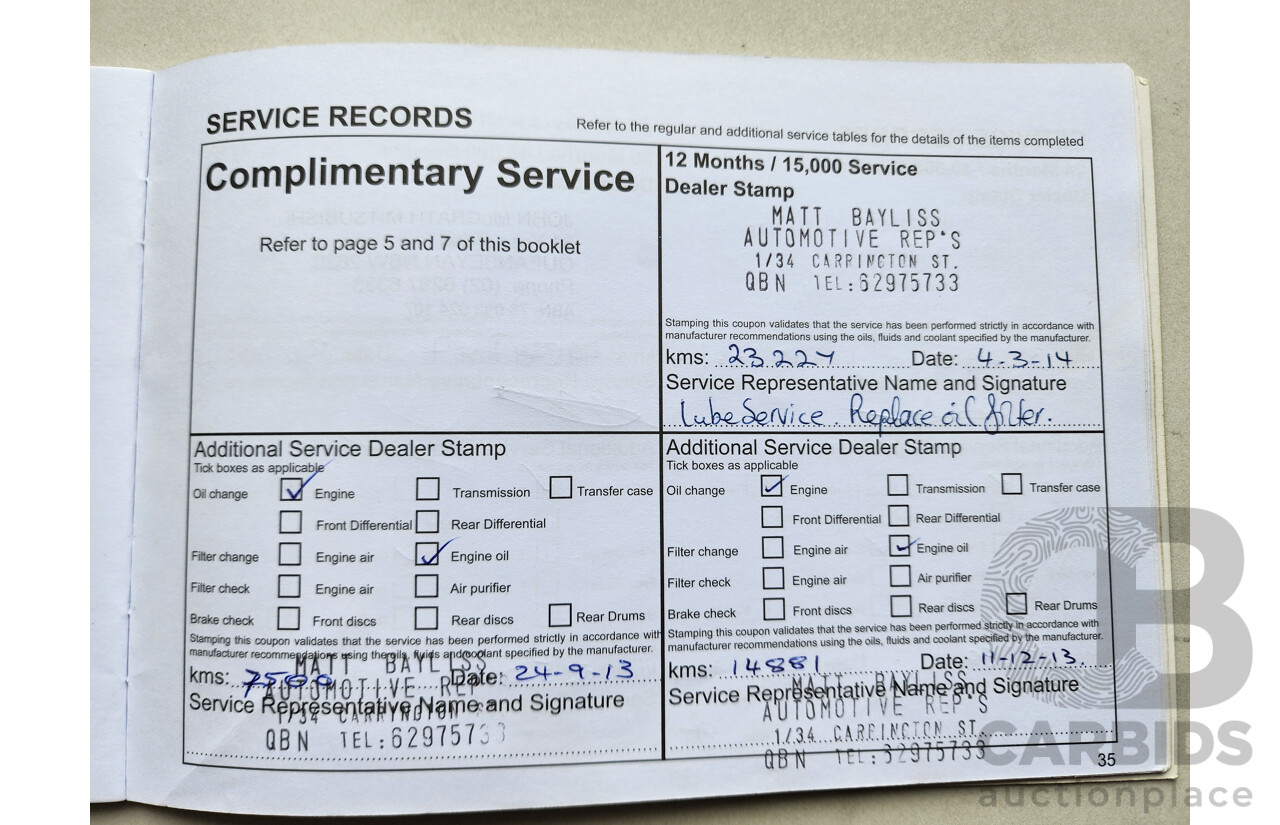 SERVICE RECORDS
Refer to the regular and additional service tables for the details of the items completed
Complimentary Service
Refer to page 5 and 7 of this booklet
12 Months / 15,000 Service
Dealer Stamp
MATT BAYLISS
AUTOMOTIVE REP'S
1/34 CARRINGTON ST.
QBN TEL:62975733
Stamping this coupon validates that the service has been performed strictly in accordance with
manufacturer recommendations using the oils, fluids and coolant specified by the manufacturer.
kms: 23227 Date: 4-3-14
Service Representative Name and Signature
Lube Service. Replace oil filter.
Additional Service Dealer Stamp
Tick boxes as applicable
Oil change Engine Transmission Transfer case
Front Differential Rear Differential
Filter change Engine air Engine oil
Filter check Engine air Air purifier
Brake check Front discs Rear discs Rear Drums
Stamping this coupon validates that the service has been performed strictly in accordance with
manufacturer recommendations using the oils, fluids and coolant specified by the manufacturer.
kms: 7500 Date: 24-9-13
Service Representative Name and Signature
MATT BAYLISS
AUTOMOTIVE REP'S
1/34 CARRINGTON
QBN TEL:62975733
Additional Service Dealer Stamp
Tick boxes as applicable
Oil change Engine Transmission Transfer case
Front Differential Rear Differential
Filter change Engine air Engine oil
Filter check Engine air Air purifier
Brake check Front discs Rear discs Rear Drums
Stamping this coupon validates that the service has been performed strictly in accordance with
manufacturer recommendations using the oils, fluids and coolant specified by the manufacturer.
kms: 14881 Date: 11-12-13.
Service Representative Name and Signature
MATT BAYLISS
AUTOMOTIVE REP'S
1/34 CARRINGTON ST.
QBN TEL:62975733
35
CARBIDS
auctionplace